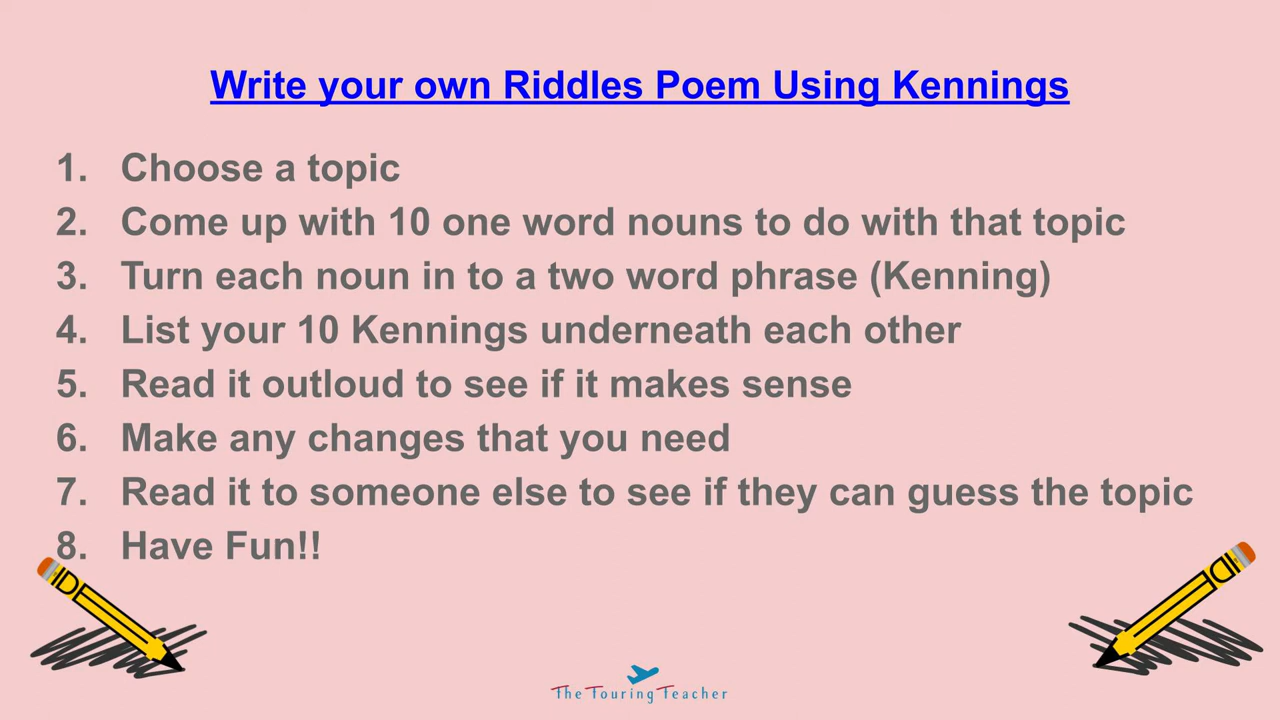 Write your own Riddles Poem Using Kennings
1. Choose a topic
2. Come up with 10 one word nouns to do with that topic
3. Turn each noun in to a two word phrase (Kenning)
4. List your 10 Kennings underneath each other
5. Read it outloud to see if it makes sense
6. Make any changes that you need
7. Read it to someone else to see if they can guess the topic
8. Have Fun!!
The Touring Teacher